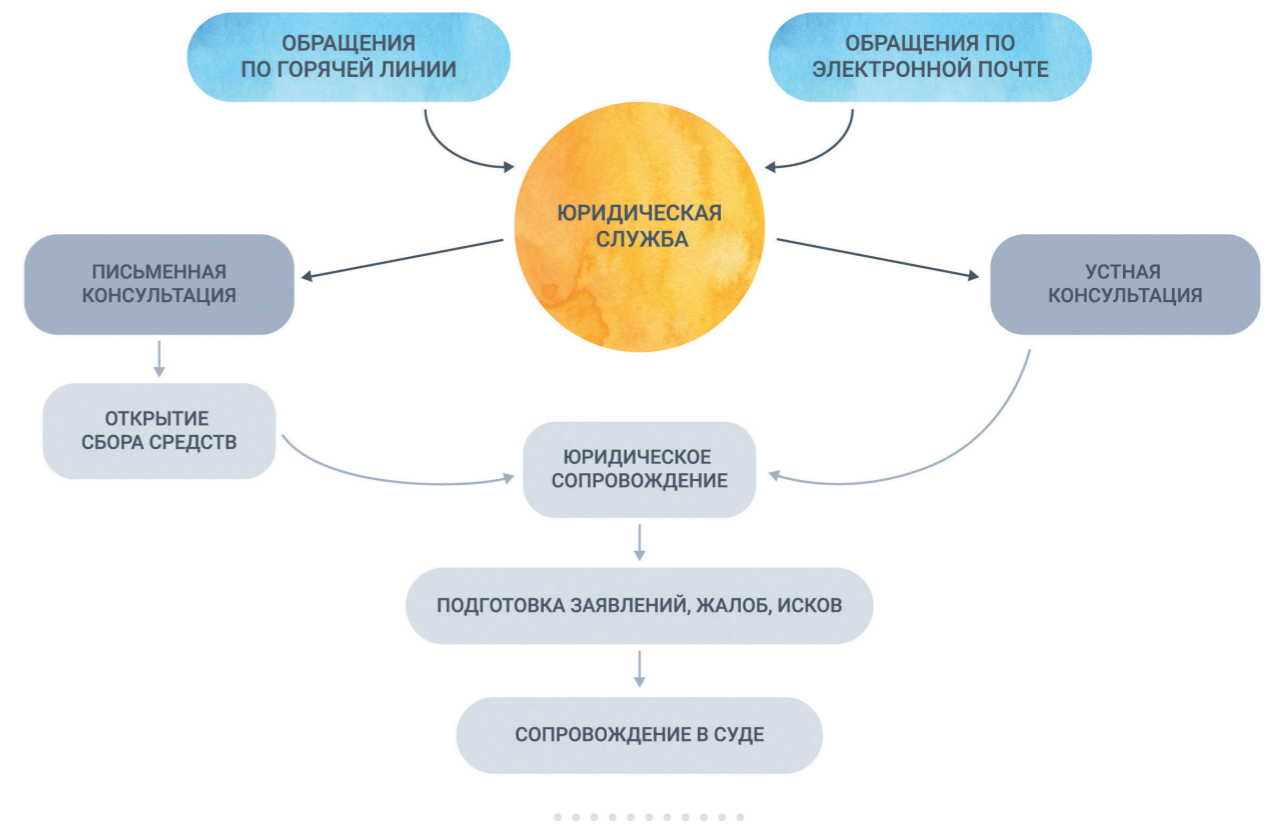 ОБРАЩЕНИЯ
ПО ГОРЯЧЕЙ ЛИНИИ
ОБРАЩЕНИЯ ПО
ЭЛЕКТРОННОЙ ПОЧТЕ
ЮРИДИЧЕСКАЯ
СЛУЖБА
ПИСЬМЕННАЯ
КОНСУЛЬТАЦИЯ
УСТНАЯ
КОНСУЛЬТАЦИЯ
ОТКРЫТИЕ
СБОРА СРЕДСТВ
ЮРИДИЧЕСКОЕ
СОПРОВОЖДЕНИЕ
ПОДГОТОВКА ЗАЯВЛЕНИЙ, ЖАЛОБ, ИСКОВ
СОПРОВОЖДЕНИЕ В СУДЕ